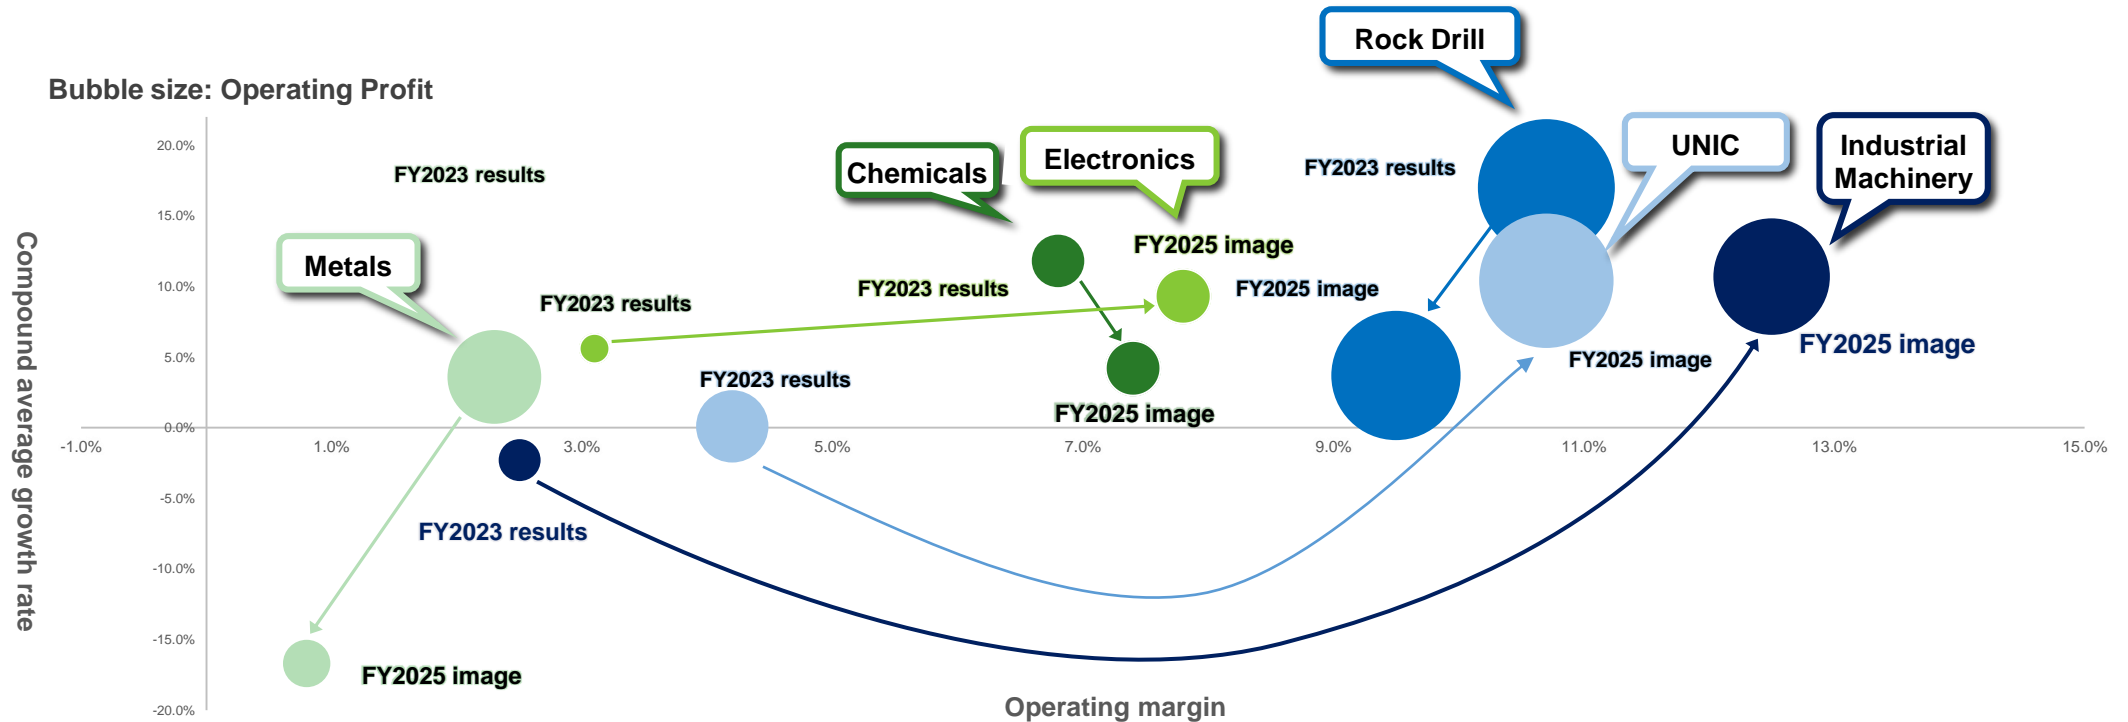 Rock Drill
Bubble size: Operating Profit
UNIC
Industrial
Machinery
Chemicals
Electronics
20.0%
FY2023 results
FY2023 results
15.0%
Metals
FY2025 image
10.0%
FY2023 results
FY2023 results
FY2025 image
5.0%
FY2023 results
FY2025 image
FY2025 image
FY2025 image
0.0%
-1.0%
1.0%
3.0%
5.0%
7.0%
9.0%
11.0%
13.0%
15.0%
-5.0%
FY2023 results
-10.0%
-15.0%
FY2025 image
-20.0%
Operating margin
Compound average growth rate